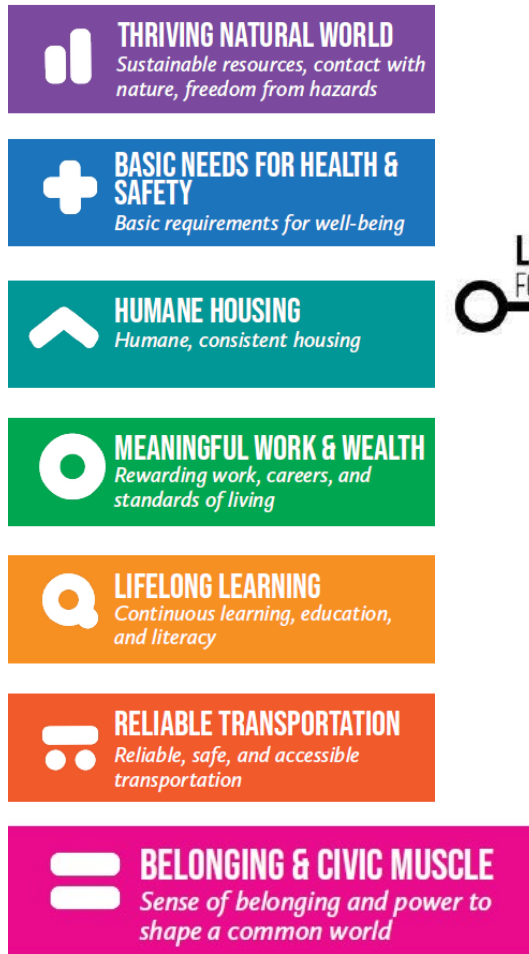 THRIVING NATURAL WORLD
Sustainable resources, contact with
nature, freedom from hazards
BASIC NEEDS FOR HEALTH &
SAFETY
Basic requirements for well-being
HUMANE HOUSING
Humane, consistent housing
MEANINGFUL WORK & WEALTH
Rewarding work, careers, and
standards of living
LIFELONG LEARNING
Continuous learning, education,
and literacy
RELIABLE TRANSPORTATION
Reliable, safe, and accessible
transportation
BELONGING & CIVIC MUSCLE
Sense of belonging and power to
shape a common world